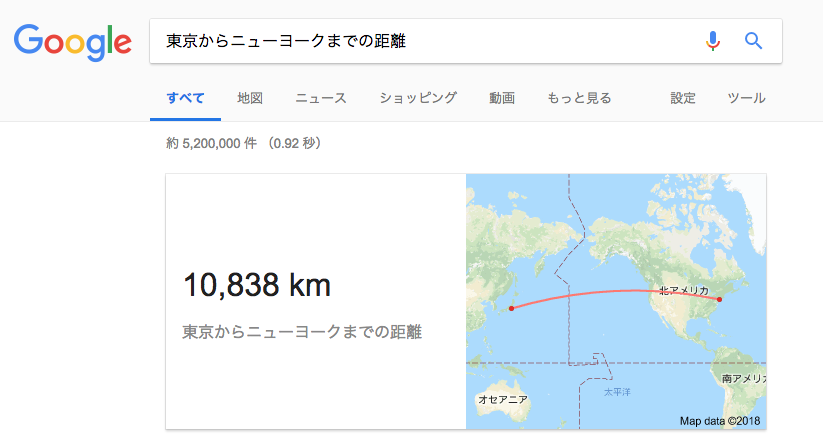 Google
東京からニューヨークまでの距離
すべて 地図 ニュース ショッピング 動画 もっと見る 設定 ツール
約 5,200,000 件 （0.92 秒）
10,838 km
東京からニューヨークまでの距離
北アメリカ
南アメリカ
オセアニア
太平洋
Map data ©2018